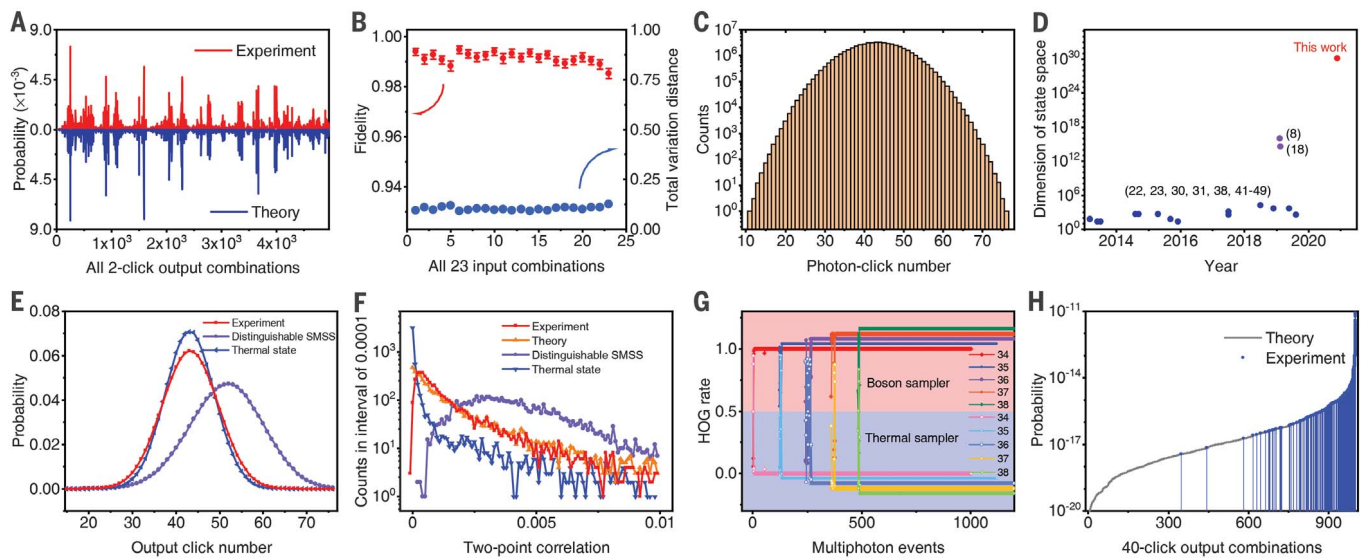 A
9.0
4.5
0.0
4.5
9.0
Probability (×10⁻³)
Experiment
Theory
0
1×10³
2×10³
3×10³
4×10³
All 2-click output combinations
B
1.00
0.98
0.96
0.94
Fidelity
1.00
0.75
0.50
0.25
0.00
Total variation distance
0
5
10
15
20
25
All 23 input combinations
C
10⁷
10⁶
10⁵
10⁴
10³
10²
10¹
10⁰
Counts
10
20
30
40
50
60
70
Photon-click number
D
10³⁰
10²⁴
10¹⁸
10¹²
10⁶
10⁰
Dimension of state space
This work
(8)
(18)
(22, 23, 30, 31, 38, 41-49)
2014
2016
2018
2020
Year
E
0.08
0.06
0.04
0.02
0.00
Probability
Experiment
Distinguishable SMSS
Thermal state
20
30
40
50
60
70
Output click number
F
10³
10²
10¹
10⁰
Counts in interval of 0.0001
Experiment
Theory
Distinguishable SMSS
Thermal state
0
0.005
0.01
Two-point correlation
G
1.0
0.5
0.0
HOG rate
Boson sampler
Thermal sampler
34
35
36
37
38
34
35
36
37
38
0
500
1000
Multiphoton events
H
10⁻¹¹
10⁻¹⁴
10⁻¹⁷
10⁻²⁰
Probability
Theory
Experiment
0
300
600
900
40-click output combinations